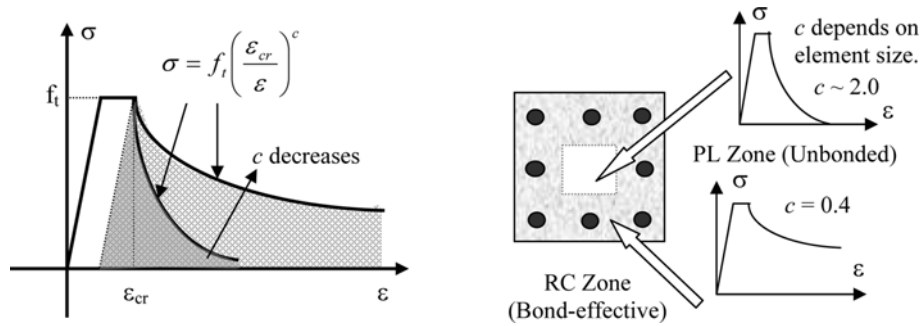 σ
σ = f_t (ε_cr / ε)^c
f_t
c decreases
ε_cr
ε
σ
c depends on
element size.
c ~ 2.0
ε
PL Zone (Unbonded)
σ
c = 0.4
ε
RC Zone
(Bond-effective)